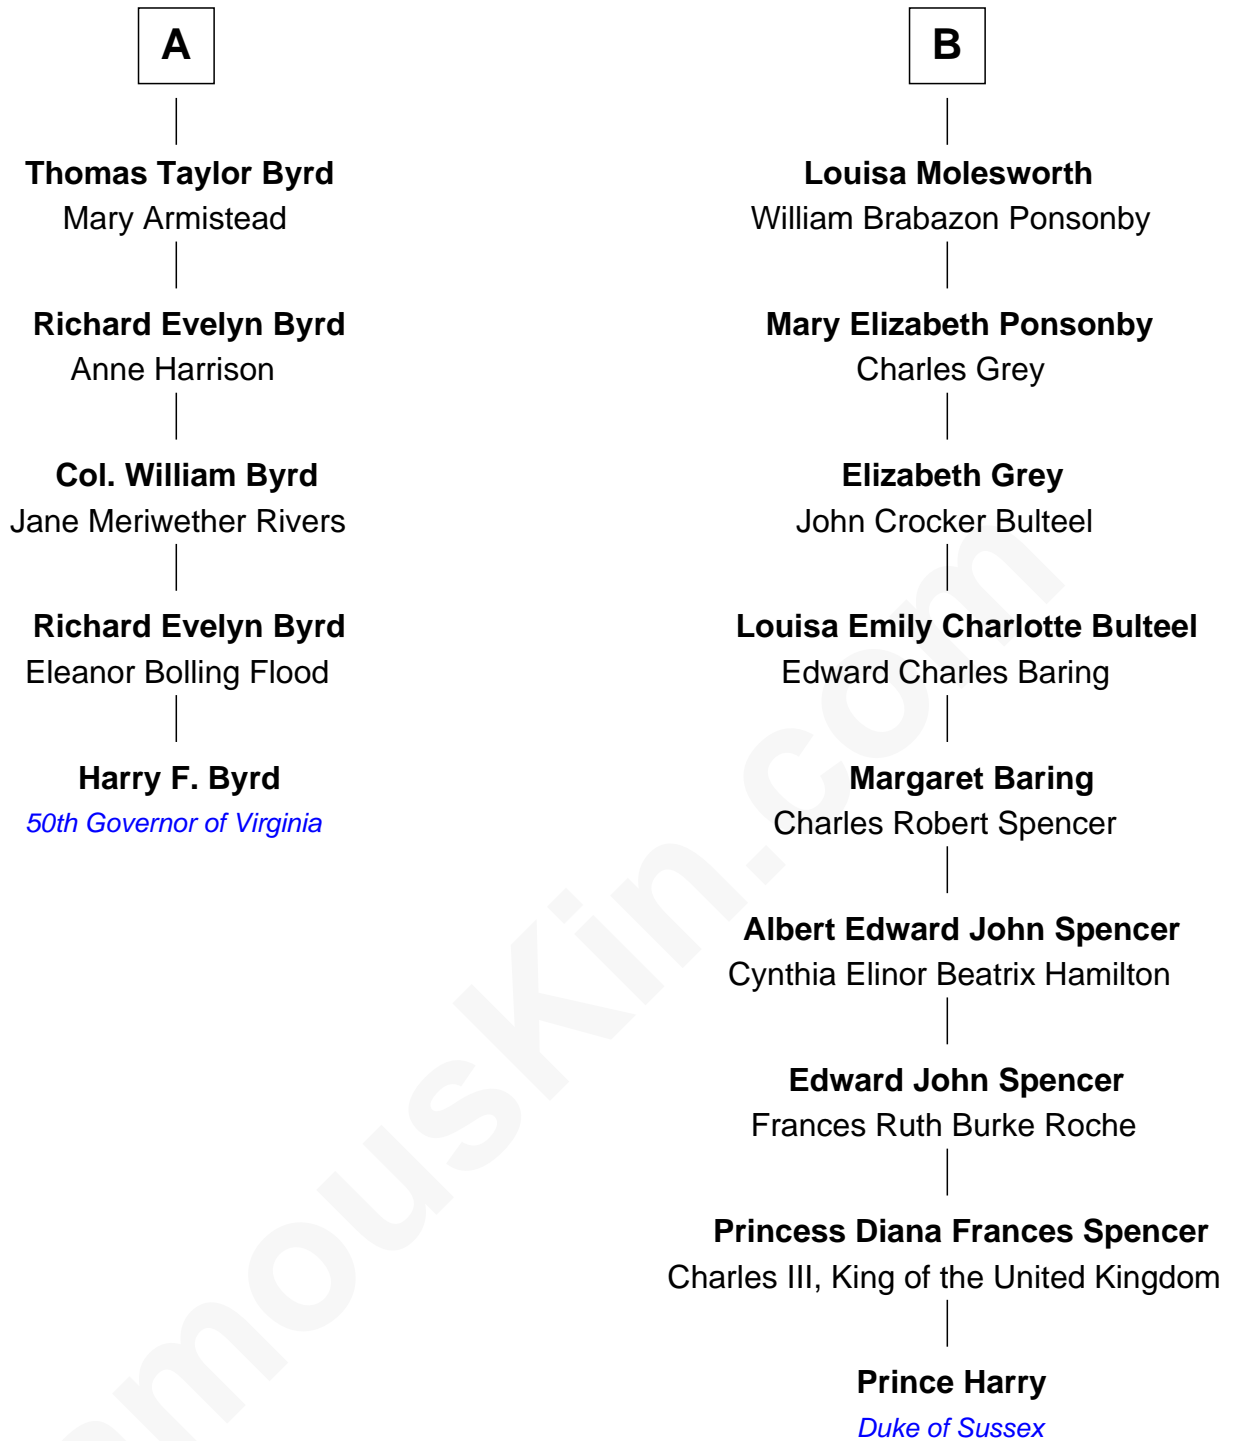 A
Thomas Taylor Byrd
Mary Armistead
Richard Evelyn Byrd
Anne Harrison
Col. William Byrd
Jane Meriwether Rivers
Richard Evelyn Byrd
Eleanor Bolling Flood
Harry F. Byrd
50th Governor of Virginia
B
Louisa Molesworth
William Brabazon Ponsonby
Mary Elizabeth Ponsonby
Charles Grey
Elizabeth Grey
John Crocker Bulteel
Louisa Emily Charlotte Bulteel
Edward Charles Baring
Margaret Baring
Charles Robert Spencer
Albert Edward John Spencer
Cynthia Elinor Beatrix Hamilton
Edward John Spencer
Frances Ruth Burke Roche
Princess Diana Frances Spencer
Charles III, King of the United Kingdom
Prince Harry
Duke of Sussex
amouskin.com